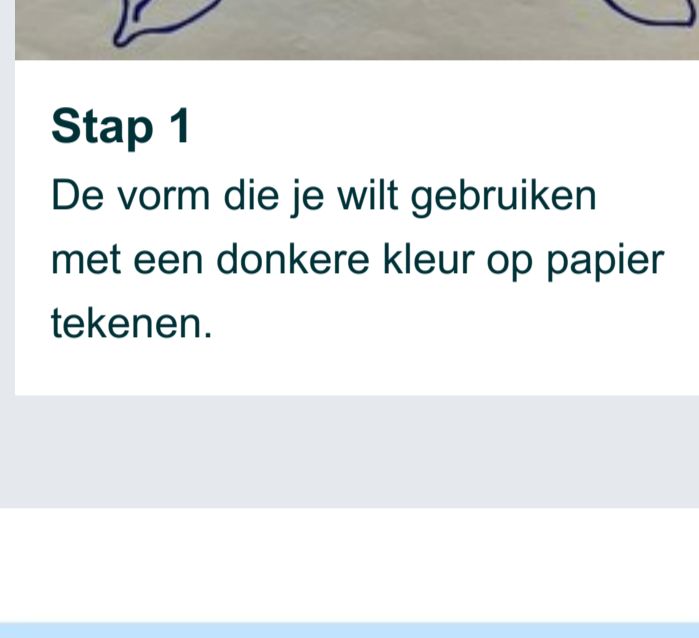 Stap 1
De vorm die je wilt gebruiken
met een donkere kleur op papier
tekenen.